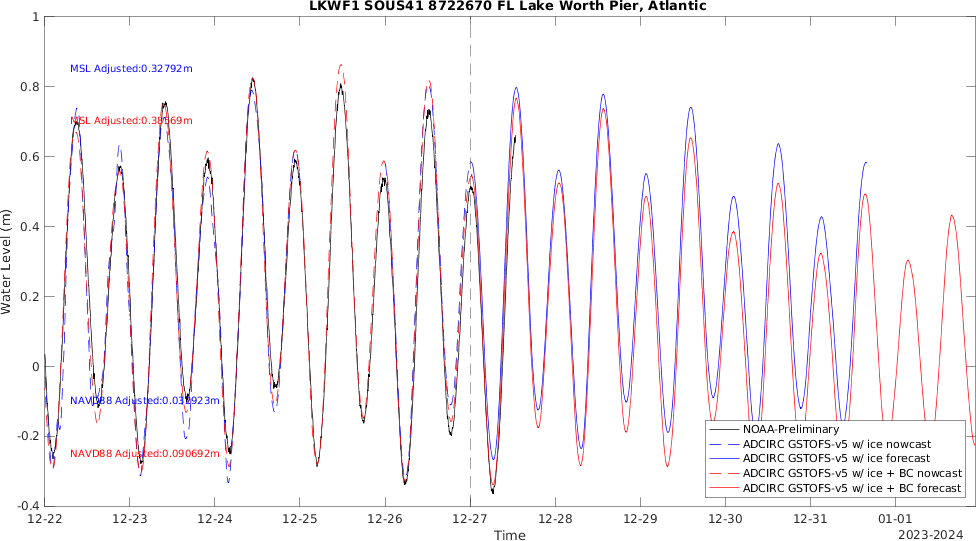 LKWF1 SOUS41 8722670 FL Lake Worth Pier, Atlantic
1
0.8
0.6
0.4
0.2
0
-0.2
-0.4
Water Level (m)
MSL Adjusted:0.32792m
NAVD88 Adjusted:0.090692m
NOAA-Preliminary
ADCIRC GSTOFS-v5 w/ ice nowcast
ADCIRC GSTOFS-v5 w/ ice forecast
ADCIRC GSTOFS-v5 w/ ice + BC nowcast
ADCIRC GSTOFS-v5 w/ ice + BC forecast
12-22 12-23 12-24 12-25 12-26 12-27 12-28 12-29 12-30 12-31 01-01
Time
2023-2024